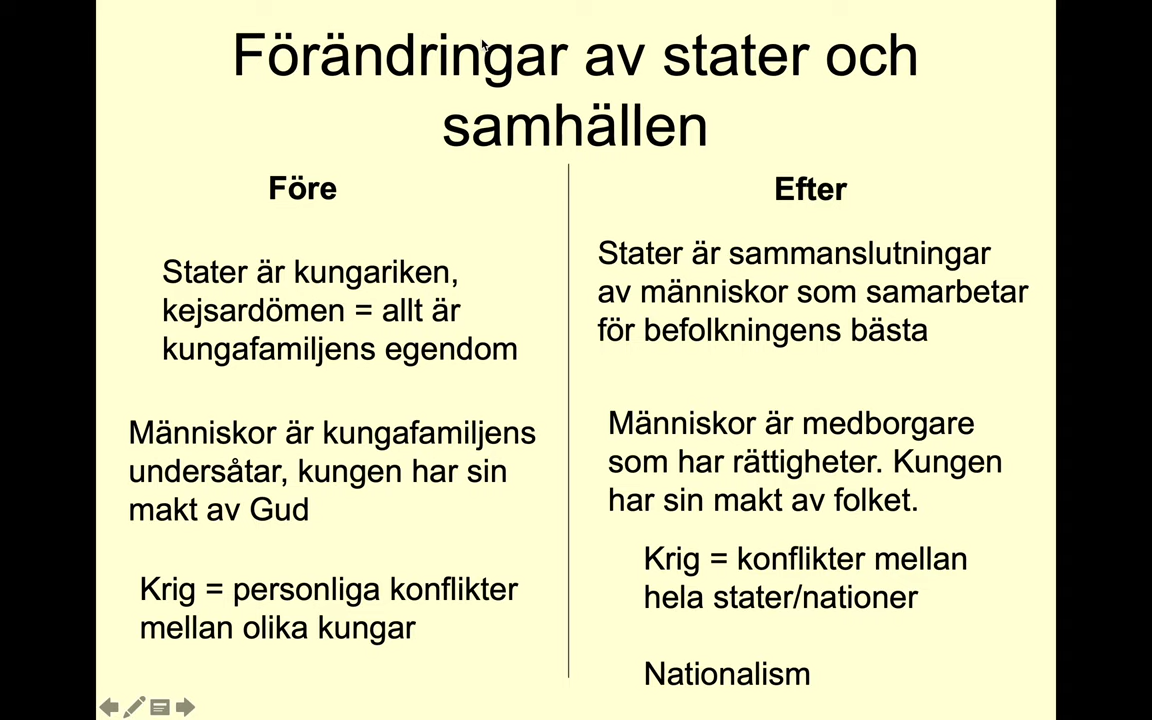 Förändringar av stater och
samhällen
Före
Stater är kungariken,
kejsardömen = allt är
kungafamiljens egendom
Människor är kungafamiljens
undersåtar, kungen har sin
makt av Gud
Krig = personliga konflikter
mellan olika kungar
Efter
Stater är sammanslutningar
av människor som samarbetar
för befolkningens bästa
Människor är medborgare
som har rättigheter. Kungen
har sin makt av folket.
Krig = konflikter mellan
hela stater/nationer
Nationalism